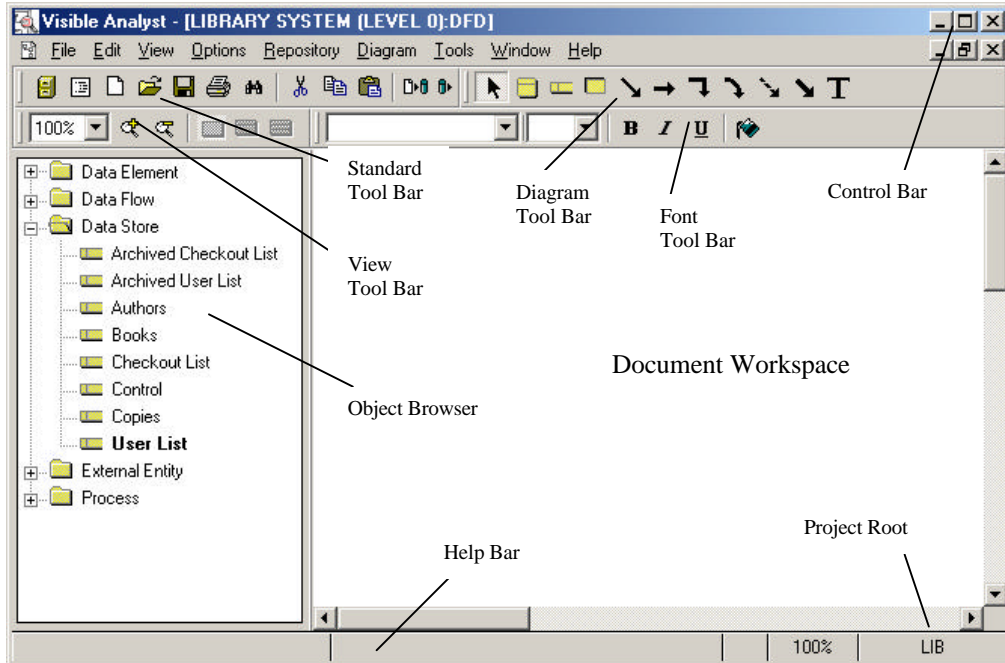 Visible Analyst - [LIBRARY SYSTEM (LEVEL 0):DFD]
File Edit View Options Repository Diagram Tools Window Help
T
100% B I U
Standard
Tool Bar
Diagram
Tool Bar
Font
Tool Bar
Control Bar
View
Tool Bar
Data Element
Data Flow
Data Store
Archived Checkout List
Archived User List
Authors
Books
Checkout List
Control
Copies
User List
External Entity
Process
Document Workspace
Object Browser
Help Bar
Project Root
100% LIB